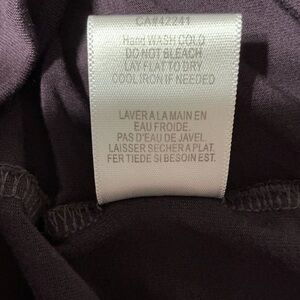 CA#42241
Hand WASH COLD
DO NOT BLEACH
LAY FLAT TO DRY
COOL IRON IF NEEDED
LAVER A LA MAIN EN
EAU FROIDE.
PAS D'EAU DE JAVEL.
LAISSER SECHER A PLAT.
FER TIEDE SI BESOIN EST.